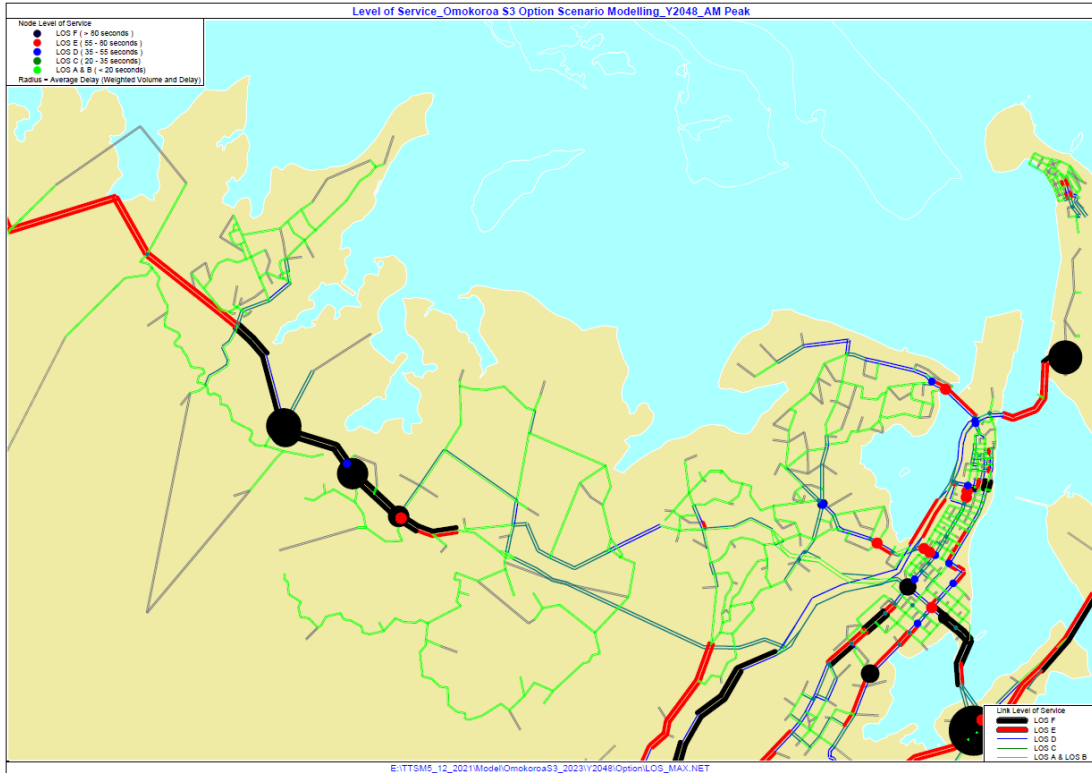 Level of Service_Omokoroa S3 Option Scenario Modelling_Y2048_AM Peak
Node Level of Service
LOS F ( > 80 seconds )
LOS E ( 55 - 80 seconds )
LOS D ( 35 - 55 seconds )
LOS C ( 20 - 35 seconds )
LOS A & B ( < 20 seconds)
Radius = Average Delay (Weighted Volume and Delay)
Link Level of Service
LOS F
LOS E
LOS D
LOS C
LOS A & LOS B
E:\TTSM5_12_2021\Model\OmokoroaS3_2023\Y2048\Option\LOS_MAX.NET